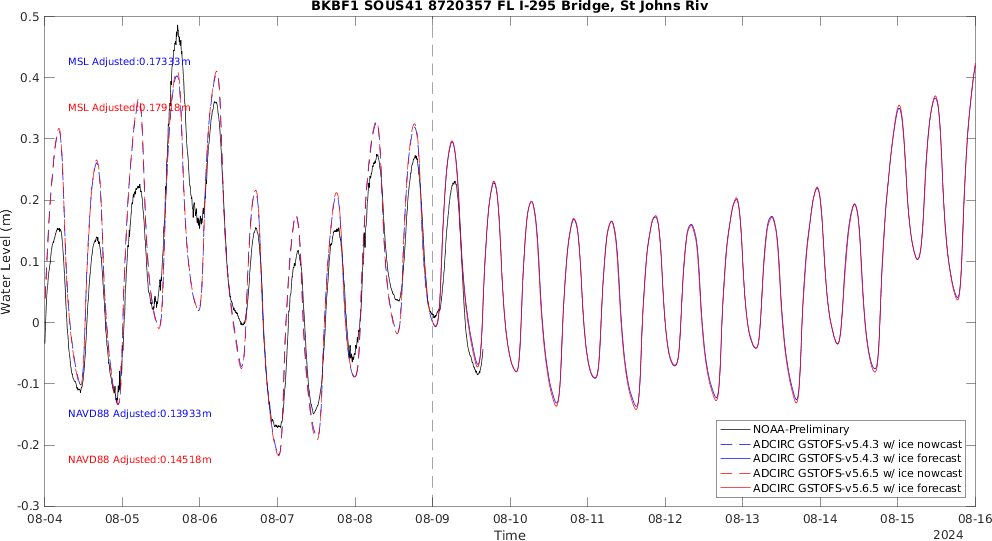 BKBF1 SOUS41 8720357 FL I-295 Bridge, St Johns Riv
0.5
0.4
0.3
0.2
0.1
0
-0.1
-0.2
-0.3
Water Level (m)
MSL Adjusted:0.17333m
MSL Adjusted:0.17918m
NAVD88 Adjusted:0.13933m
NAVD88 Adjusted:0.14518m
NOAA-Preliminary
ADCIRC GSTOFS-v5.4.3 w/ ice nowcast
ADCIRC GSTOFS-v5.4.3 w/ ice forecast
ADCIRC GSTOFS-v5.6.5 w/ ice nowcast
ADCIRC GSTOFS-v5.6.5 w/ ice forecast
08-04 08-05 08-06 08-07 08-08 08-09 08-10 08-11 08-12 08-13 08-14 08-15 08-16
Time
2024